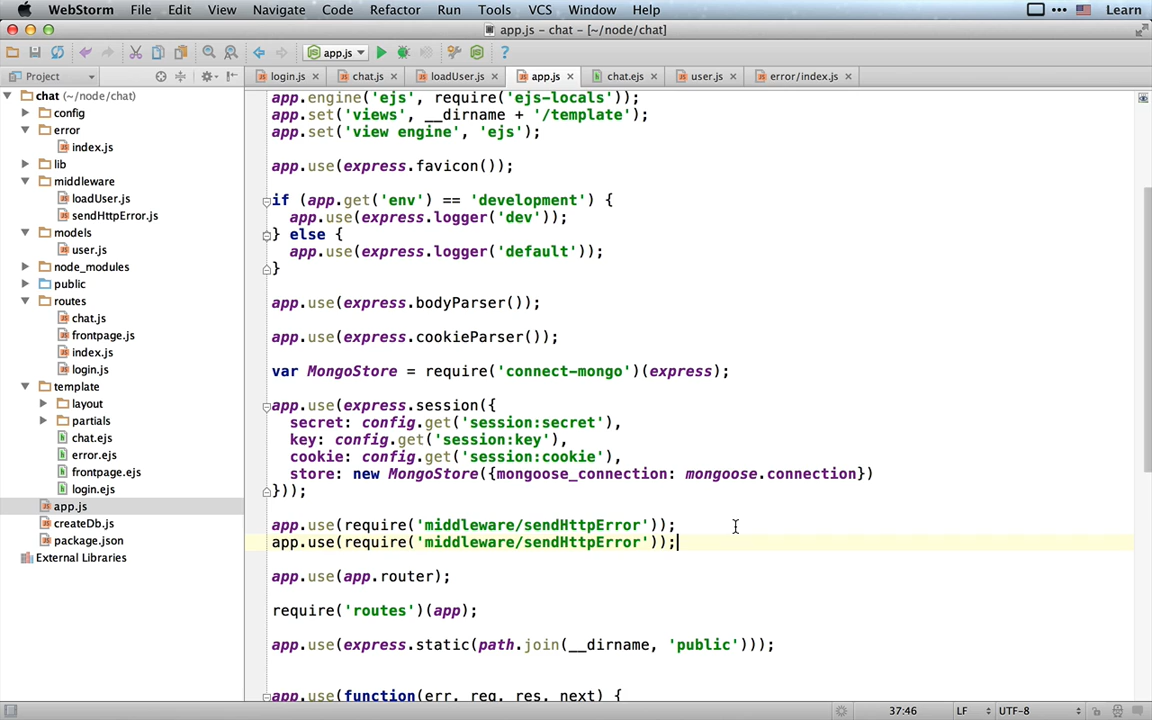 WebStorm File Edit View Navigate Code Refactor Run Tools VCS Window Help Learn
app.js - chat - [~/node/chat]
app.js
Project login.js chat.js loadUser.js app.js chat.ejs user.js error/index.js
chat (~/node/chat)
config
error
index.js
lib
middleware
loadUser.js
sendHttpError.js
models
user.js
node_modules
public
routes
chat.js
frontpage.js
index.js
login.js
template
layout
partials
chat.ejs
error.ejs
frontpage.ejs
login.ejs
app.js
createDb.js
package.json
External Libraries
app.engine('ejs', require('ejs-locals'));
app.set('views', __dirname + '/template');
app.set('view engine', 'ejs');
app.use(express.favicon());
if (app.get('env') == 'development') {
app.use(express.logger('dev'));
} else {
app.use(express.logger('default'));
}
app.use(express.bodyParser());
app.use(express.cookieParser());
var MongoStore = require('connect-mongo')(express);
app.use(express.session({
secret: config.get('session:secret'),
key: config.get('session:key'),
cookie: config.get('session:cookie'),
store: new MongoStore({mongoose_connection: mongoose.connection})
}));
app.use(require('middleware/sendHttpError'));
app.use(require('middleware/sendHttpError'));
app.use(app.router);
require('routes')(app);
app.use(express.static(path.join(__dirname, 'public')));
app.use(function(err, req, res, next) {
37:46 LF UTF-8